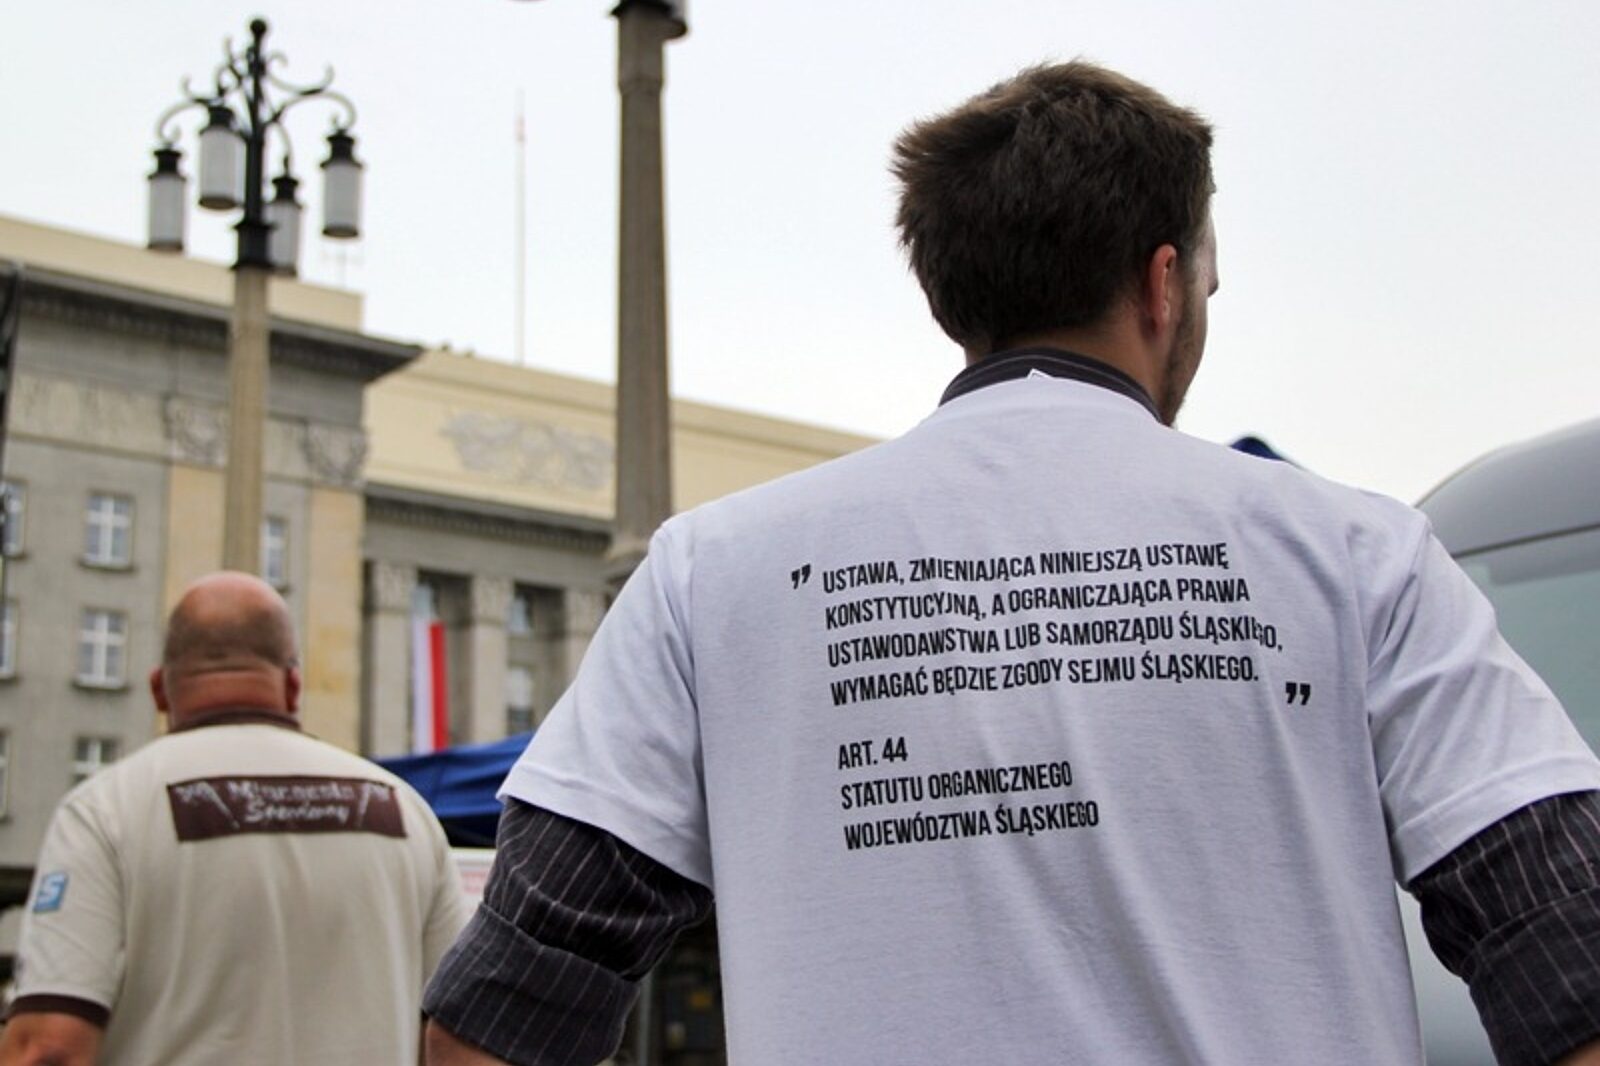 ” USTAWA, ZMIENIAJĄCA NINIEJSZĄ USTAWĘ
KONSTYTUCYJNĄ, A OGRANICZAJĄCA PRAWA
USTAWODAWSTWA LUB SAMORZĄDU ŚLĄSKIEGO,
WYMAGAĆ BĘDZIE ZGODY SEJMU ŚLĄSKIEGO. ”
ART. 44
STATUTU ORGANICZNEGO
WOJEWÓDZTWA ŚLĄSKIEGO
S